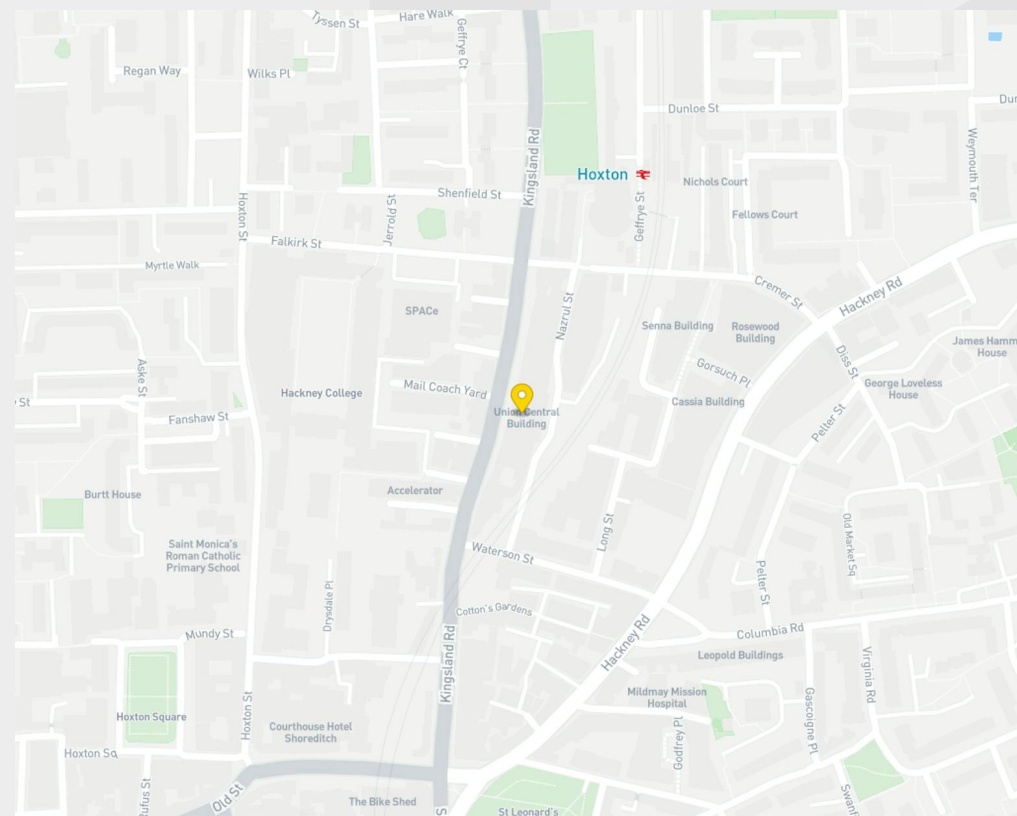 Tyssen St
Hare Walk
Geffrye Ct
Regan Way
Wilks Pl
Dunloe St
Kingsland Rd
Weymouth Ter
Hoxton
Nichols Court
Shenfield St
Jerrold St
Hoxton St
Geffrye St
Fellows Court
Falkirk St
Myrtle Walk
Cremer St
Hackney Rd
SPACe
Nazrul St
Senna Building
Rosewood
Building
House
Diss St
Aske St
Gorsuch Pl
Mail Coach Yard
Hackney College
George Loveless
House
St
Cassia Building
Fanshaw St
Union Central
Building
Pelter St
Accelerator
Burtt House
Long St
Old Market Sq
Saint Monica's
Roman Catholic
Primary School
Waterson St
Drysdale Pl
Pelter St
Cotton's Gardens
Mundy St
Columbia Rd
Kingsland Rd
Hackney Rd
Leopold Buildings
Virginia Rd
Mildmay Mission
Hospital
Gascoigne Pl
Hoxton Square
Hoxton St
Courthouse Hotel
Shoreditch
Godfrey Pl
Hoxton Sq
Old St
The Bike Shed
St Leonard's